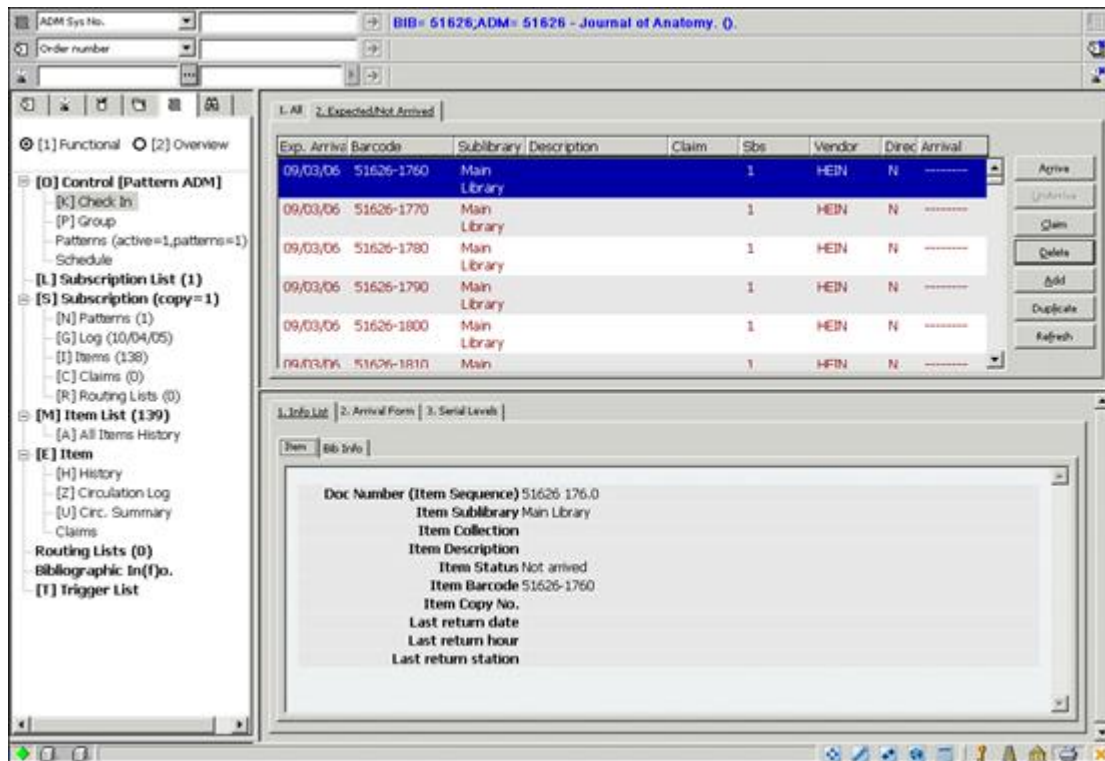 ADM Sys No.
BIB= 51626;ADM= 51626 - Journal of Anatomy. ().
Order number
[1] Functional [2] Overview
[O] Control [Pattern ADM]
[K] Check In
[P] Group
Patterns (active=1,patterns=1)
Schedule
[L] Subscription List (1)
[S] Subscription (copy=1)
[N] Patterns (1)
[G] Log (10/04/05)
[I] Items (138)
[C] Claims (0)
[R] Routing Lists (0)
[M] Item List (139)
[A] All Items History
[E] Item
[H] History
[Z] Circulation Log
[U] Circ. Summary
Claims
Routing Lists (0)
Bibliographic In(f)o.
[T] Trigger List
1. All 2. Expected/Not Arrived
Exp. Arriva Barcode Sublibrary Description Claim Sbs Vendor Direc Arrival
09/03/06 51626-1760 Main Library 1 HEIN N --------
09/03/06 51626-1770 Main Library 1 HEIN N --------
09/03/06 51626-1780 Main Library 1 HEIN N --------
09/03/06 51626-1790 Main Library 1 HEIN N --------
09/03/06 51626-1800 Main Library 1 HEIN N --------
09/03/06 51626-1810 Main 1 HEIN N --------
Arrive
UnArrive
Claim
Delete
Add
Duplicate
Refresh
1. Info List 2. Arrival Form 3. Serial Levels
Item Bib Info
Doc Number (Item Sequence) 51626 176.0
Item Sublibrary Main Library
Item Collection
Item Description
Item Status Not arrived
Item Barcode 51626-1760
Item Copy No.
Last return date
Last return hour
Last return station